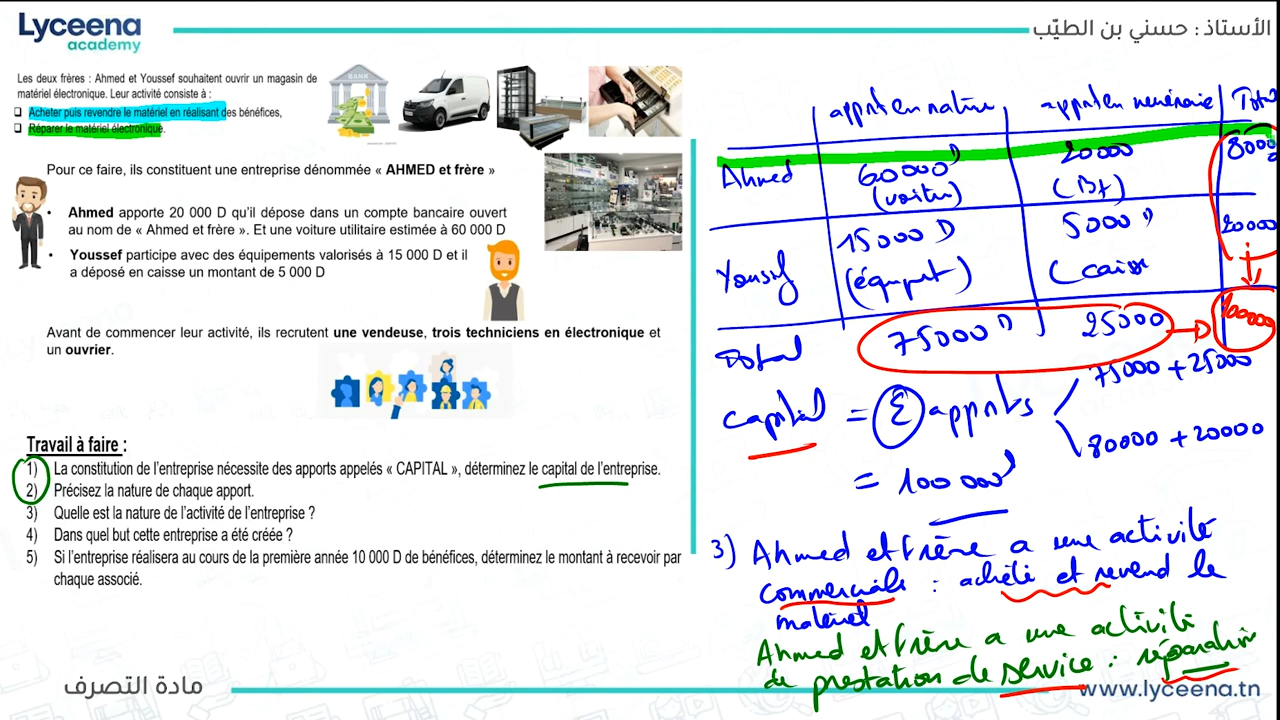 Lyceena
academy
الأستاذ : حسني بن الطيّب
Les deux frères : Ahmed et Youssef souhaitent ouvrir un magasin de
matériel électronique. Leur activité consiste à :
❑ Acheter puis revendre le matériel en réalisant des bénéfices,
❑ Réparer le matériel électronique.
BANK
Pour ce faire, ils constituent une entreprise dénommée « AHMED et frère »
• Ahmed apporte 20 000 D qu'il dépose dans un compte bancaire ouvert
au nom de « Ahmed et frère ». Et une voiture utilitaire estimée à 60 000 D
• Youssef participe avec des équipements valorisés à 15 000 D et il
a déposé en caisse un montant de 5 000 D
Avant de commencer leur activité, ils recrutent une vendeuse, trois techniciens en électronique et
un ouvrier.
Travail à faire :
1) La constitution de l'entreprise nécessite des apports appelés « CAPITAL », déterminez le capital de l'entreprise.
2) Précisez la nature de chaque apport.
3) Quelle est la nature de l'activité de l'entreprise ?
4) Dans quel but cette entreprise a été créée ?
5) Si l'entreprise réalisera au cours de la première année 10 000 D de bénéfices, déterminez le montant à recevoir par
chaque associé.
apport en nature apport en numéraire Total
Ahmed 60000 D 20000 80000
(voiture) (Bq)
Youssef 15000 D 5000 D 20000
(équipmt) (caisse
Total 75000 D 25000 100000
75000 + 25000
capital = Σ apports
80000 + 20000
= 100 000 D
3) Ahmed et Frère a une activité
commerciale : achète et revend le
matériel
Ahmed et Frère a une activité
de prestation de service : réparation
مادة التصرف
www.lyceena.tn